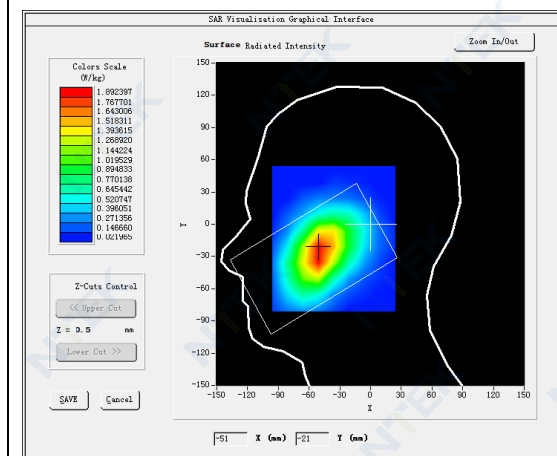 SAR Visualisation Graphical Interface
Surface Radiated Intensity
Zoom In/Out
Colors Scale
(W/kg)
1.892397
1.767701
1.643006
1.518311
1.393615
1.268920
1.144224
1.019529
0.894833
0.770138
0.645442
0.520747
0.396051
0.271356
0.146660
0.021965
150
120
90
60
30
0
-30
-60
-90
-120
-150
Y
-150 -120 -90 -60 -30 0 30 60 90 120 150
X
Z-Cuts Control
<< Upper Cut
Z = 0.5 mm
Lower Cut >>
SAVE Cancel
-51 X (mm) -21 Y (mm)
NTEK